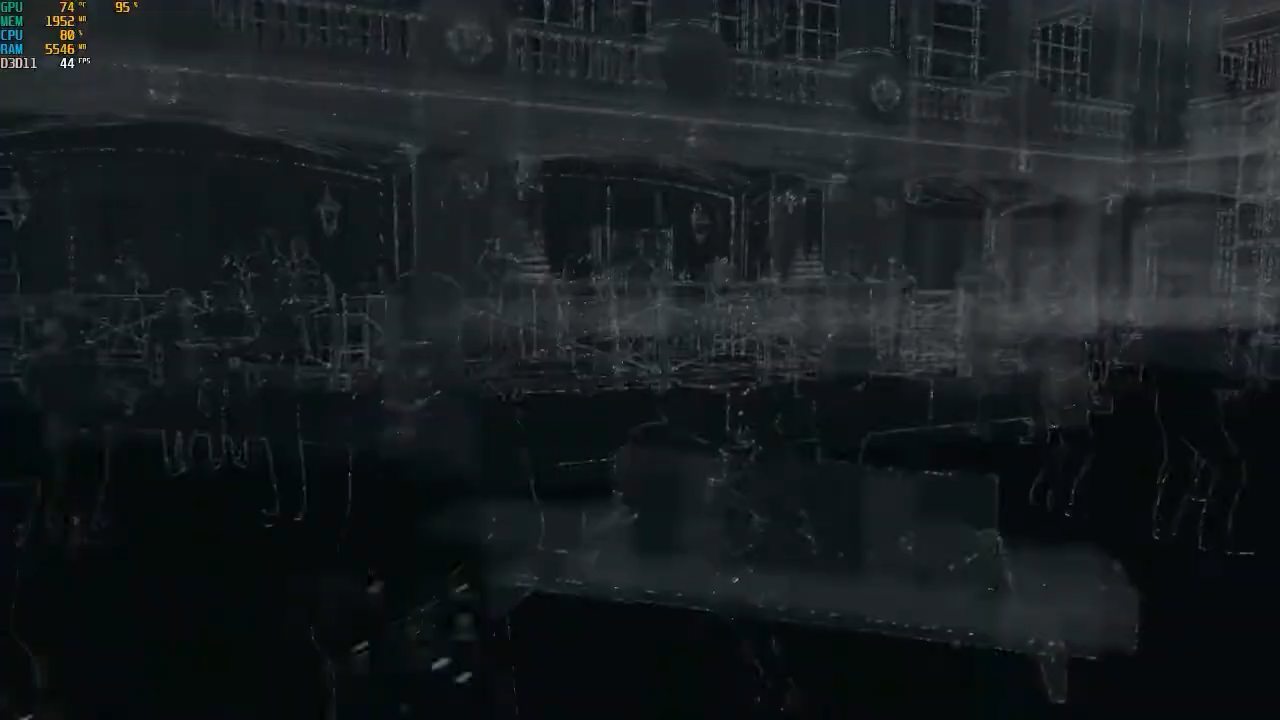 GPU 74 °C 95 %
MEM 1952 MB
CPU 80 %
RAM 5546 MB
D3D11 44 FPS